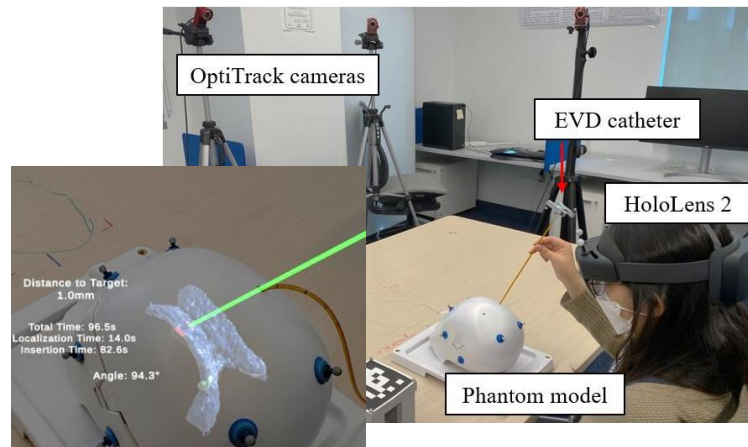 OptiTrack cameras
EVD catheter
HoloLens 2
Distance to Target:
1.0mm
Total Time: 96.5s
Localization Time: 14.0s
Insertion Time: 82.6s
Angle: 94.3°
Phantom model